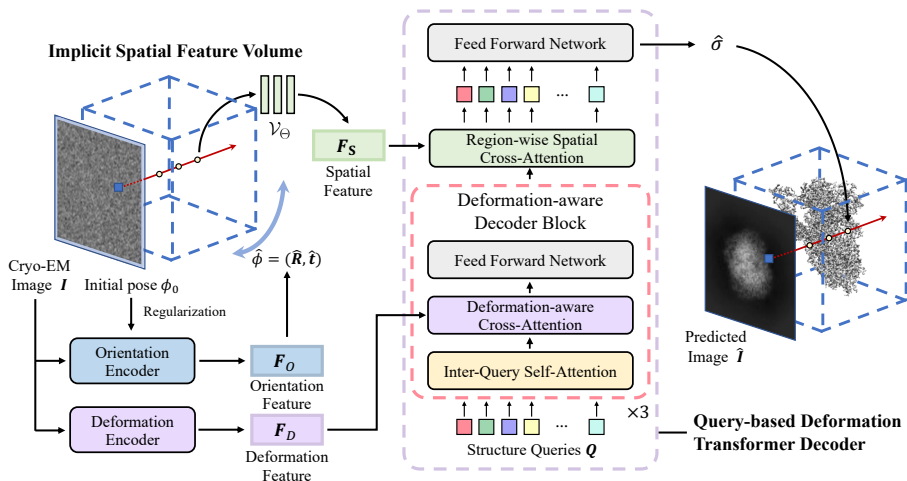 Implicit Spatial Feature Volume
𝒱_Θ
F_S
Spatial
Feature
Cryo-EM
Image I
Initial pose ϕ₀
Regularization
ϕ̂ = (R̂, t̂)
Orientation
Encoder
F_O
Orientation
Feature
Deformation
Encoder
F_D
Deformation
Feature
Feed Forward Network
...
Region-wise Spatial
Cross-Attention
Deformation-aware
Decoder Block
Feed Forward Network
Deformation-aware
Cross-Attention
Inter-Query Self-Attention
×3
...
Structure Queries Q
σ̂
Predicted
Image Î
Query-based Deformation
Transformer Decoder